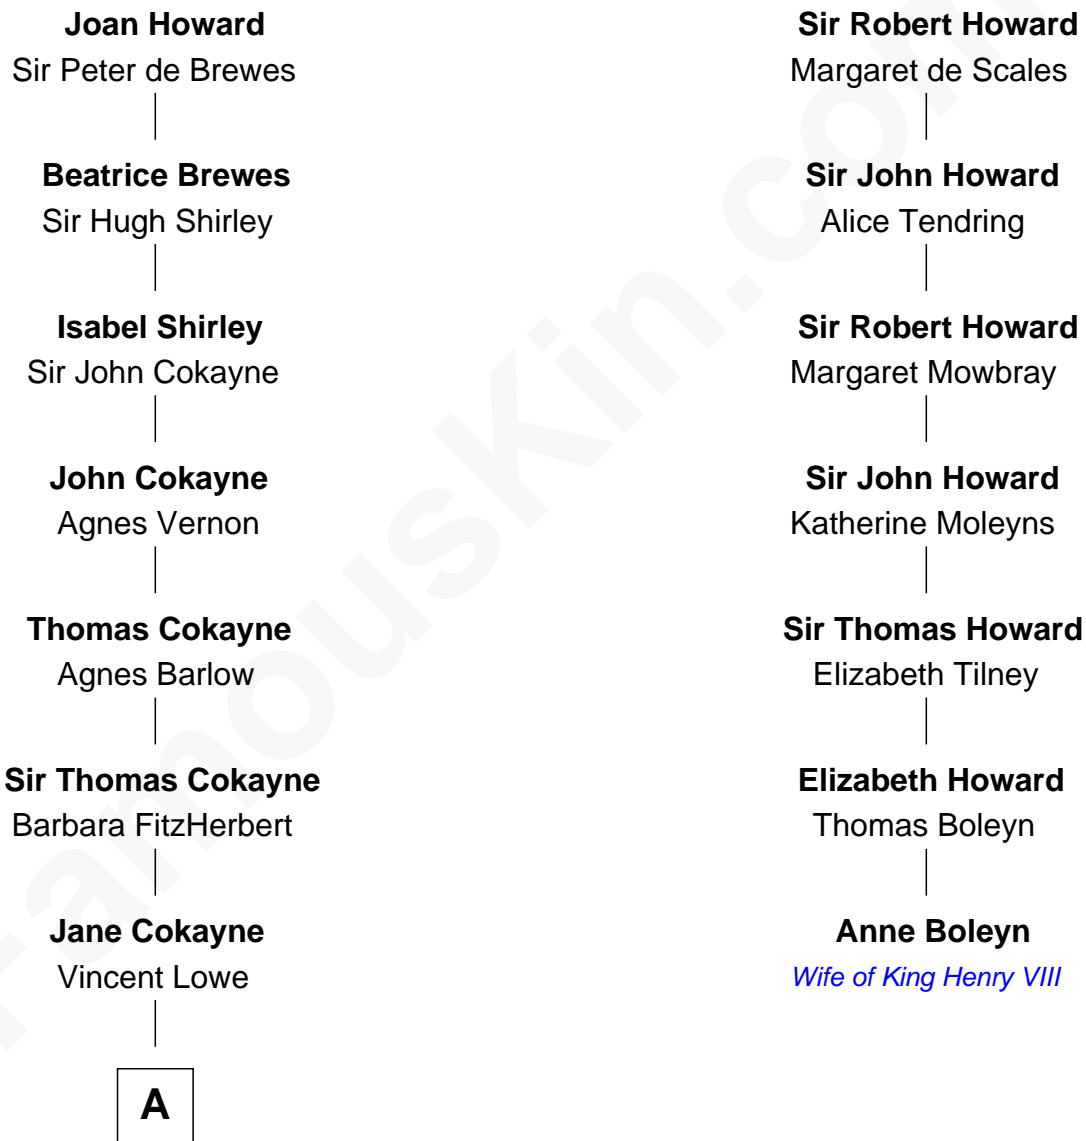 Joan Howard
Sir Peter de Brewes
Beatrice Brewes
Sir Hugh Shirley
Isabel Shirley
Sir John Cokayne
John Cokayne
Agnes Vernon
Thomas Cokayne
Agnes Barlow
Sir Thomas Cokayne
Barbara FitzHerbert
Jane Cokayne
Vincent Lowe
A
Sir Robert Howard
Margaret de Scales
Sir John Howard
Alice Tendring
Sir Robert Howard
Margaret Mowbray
Sir John Howard
Katherine Moleyns
Sir Thomas Howard
Elizabeth Tilney
Elizabeth Howard
Thomas Boleyn
Anne Boleyn
Wife of King Henry VIII
FamousKin.com